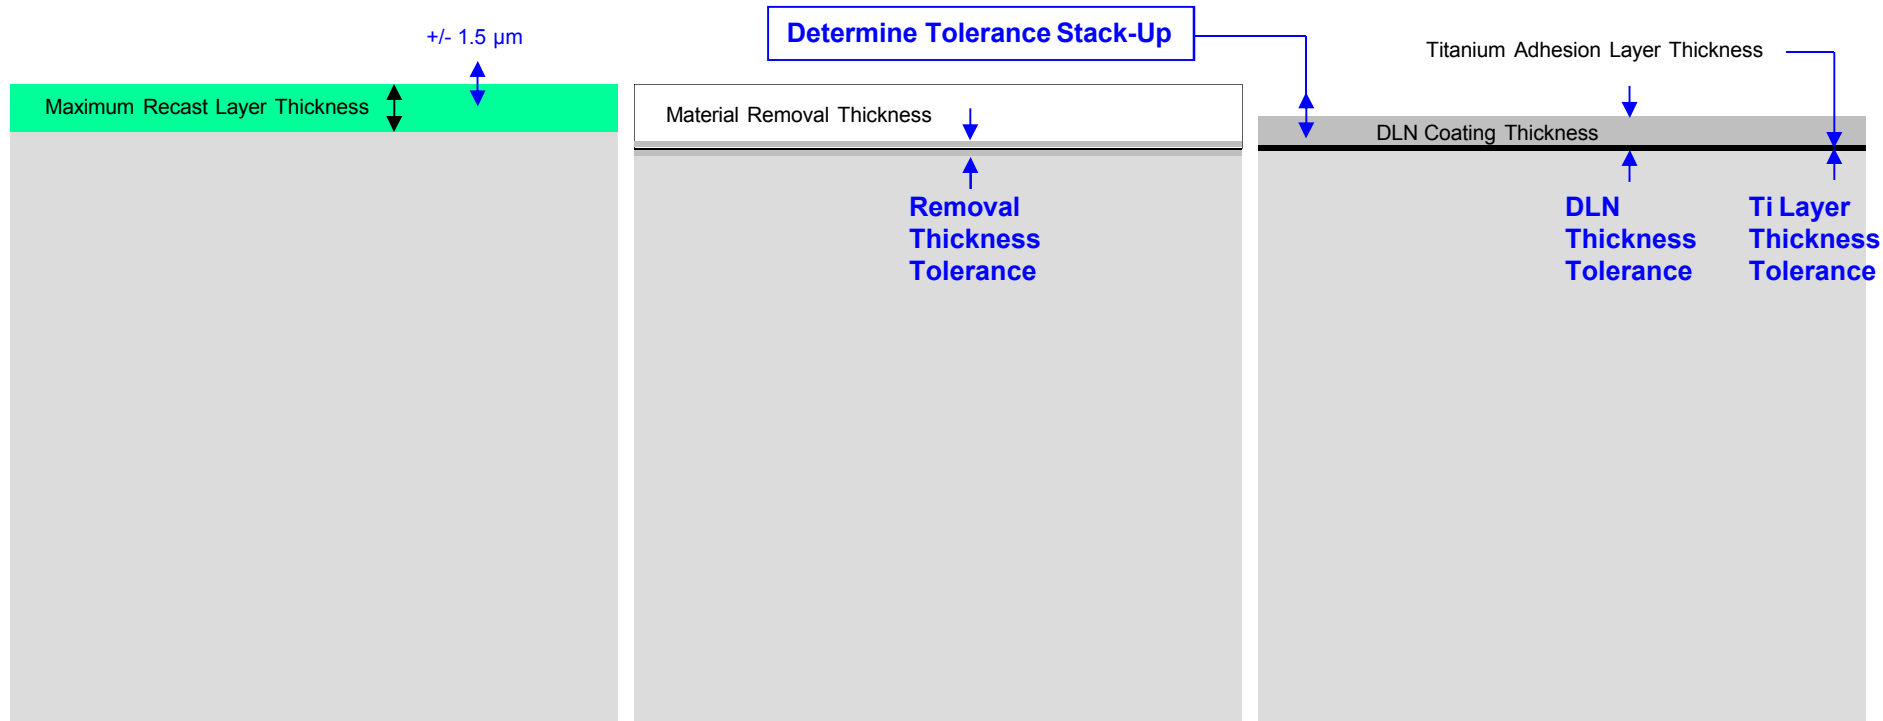 +/- 1.5 µm
Maximum Recast Layer Thickness
Determine Tolerance Stack-Up
Material Removal Thickness
Removal
Thickness
Tolerance
Titanium Adhesion Layer Thickness
DLN Coating Thickness
DLN
Thickness
Tolerance
Ti Layer
Thickness
Tolerance